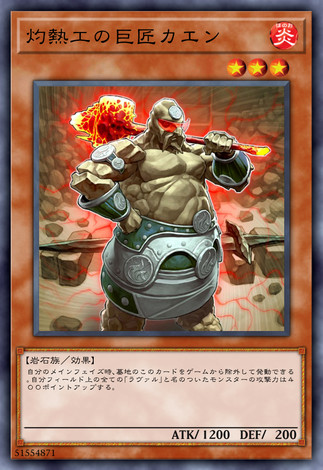 灼熱工の巨匠カエン
ほのお
炎
【岩石族／効果】
自分のメインフェイズ時、墓地のこのカードをゲームから除外して発動できる
。自分フィールド上の全ての「ラヴァル」と名のついたモンスターの攻撃力は４
００ポイントアップする。
ATK/ 1200 DEF/ 200
51554871